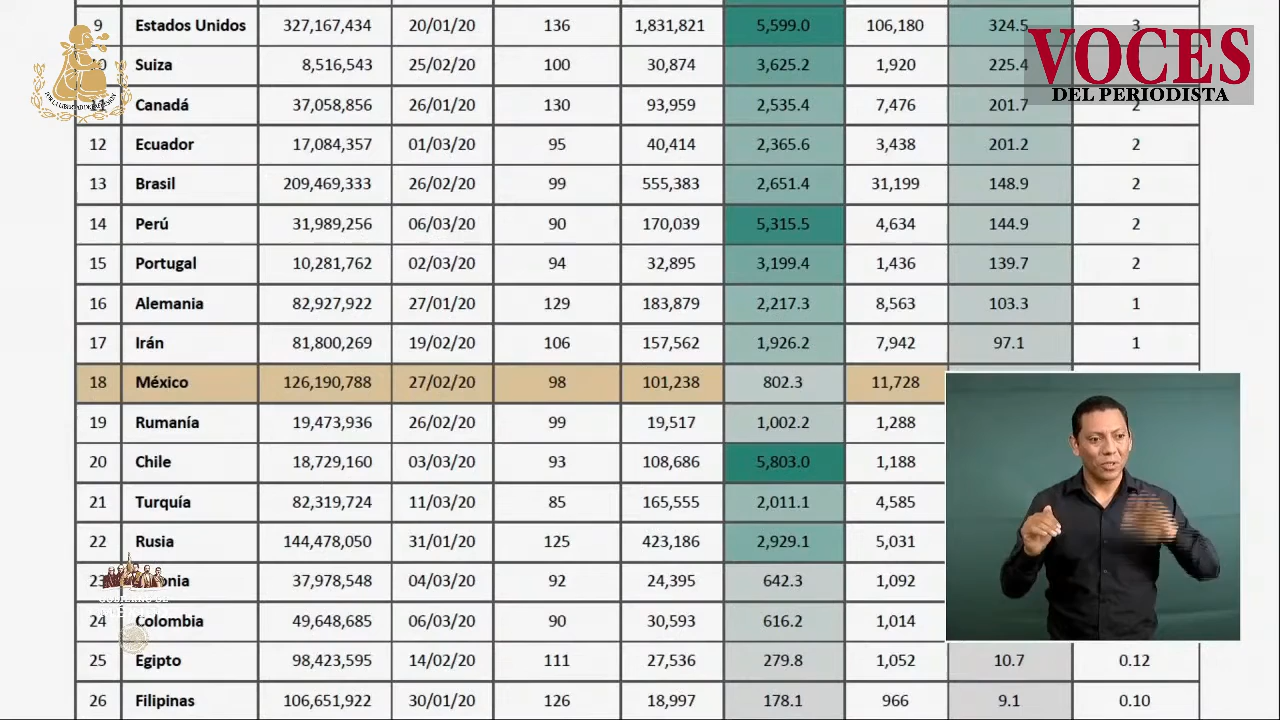 9 Estados Unidos 327,167,434 20/01/20 136 1,831,821 5,599.0 106,180 324.5 3
10 Suiza 8,516,543 25/02/20 100 30,874 3,625.2 1,920 225.4
VOCES
DEL PERIODISTA
Canadá 37,058,856 26/01/20 130 93,959 2,535.4 7,476 201.7 2
12 Ecuador 17,084,357 01/03/20 95 40,414 2,365.6 3,438 201.2 2
13 Brasil 209,469,333 26/02/20 99 555,383 2,651.4 31,199 148.9 2
14 Perú 31,989,256 06/03/20 90 170,039 5,315.5 4,634 144.9 2
15 Portugal 10,281,762 02/03/20 94 32,895 3,199.4 1,436 139.7 2
16 Alemania 82,927,922 27/01/20 129 183,879 2,217.3 8,563 103.3 1
17 Irán 81,800,269 19/02/20 106 157,562 1,926.2 7,942 97.1 1
18 México 126,190,788 27/02/20 98 101,238 802.3 11,728
19 Rumanía 19,473,936 26/02/20 99 19,517 1,002.2 1,288
20 Chile 18,729,160 03/03/20 93 108,686 5,803.0 1,188
21 Turquía 82,319,724 11/03/20 85 165,555 2,011.1 4,585
22 Rusia 144,478,050 31/01/20 125 423,186 2,929.1 5,031
23 37,978,548 04/03/20 92 24,395 642.3 1,092
GOBIERNO DE
24 Colombia 49,648,685 06/03/20 90 30,593 616.2 1,014
25 Egipto 98,423,595 14/02/20 111 27,536 279.8 1,052 10.7 0.12
26 Filipinas 106,651,922 30/01/20 126 18,997 178.1 966 9.1 0.10